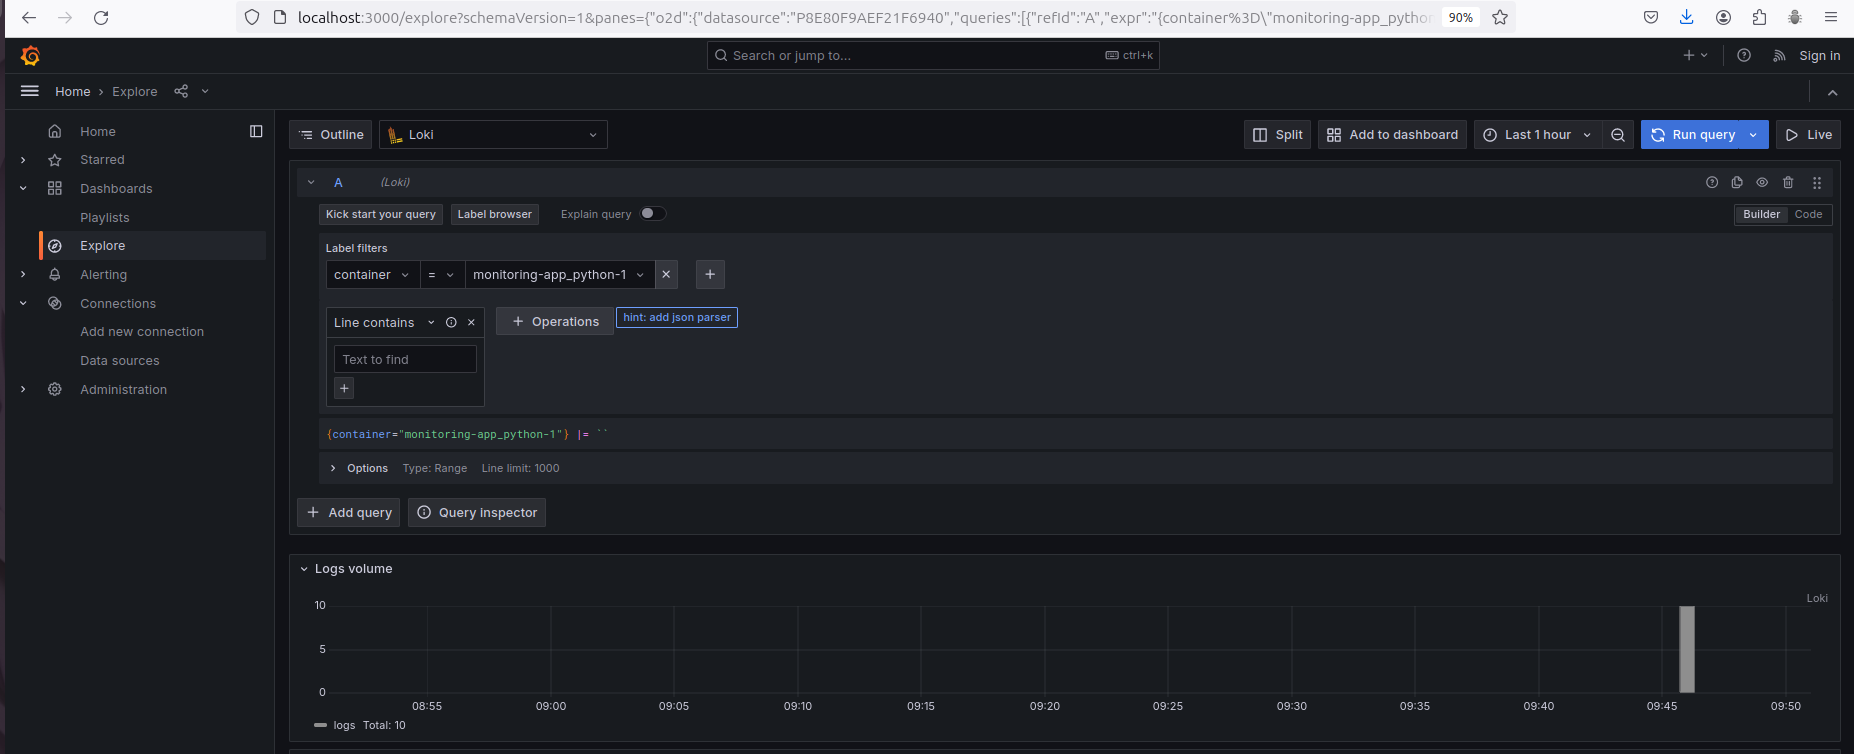 localhost:3000/explore?schemaVersion=1&panes={"o2d":{"datasource":"P8E80F9AEF21F6940","queries":[{"refId":"A","expr":"{container%3D\"monitoring-app_python
90%
Search or jump to...
ctrl+k
Sign in
Home › Explore
Home
Starred
Dashboards
Playlists
Explore
Alerting
Connections
Add new connection
Data sources
Administration
Outline
Loki
Split
Add to dashboard
Last 1 hour
Run query
Live
A (Loki)
Kick start your query
Label browser
Explain query
Builder
Code
Label filters
container
=
monitoring-app_python-1
Line contains
+ Operations
hint: add json parser
Text to find
{container="monitoring-app_python-1"} |= ``
Options Type: Range Line limit: 1000
+ Add query
Query inspector
Logs volume
Loki
10
5
0
08:55 09:00 09:05 09:10 09:15 09:20 09:25 09:30 09:35 09:40 09:45 09:50
logs Total: 10